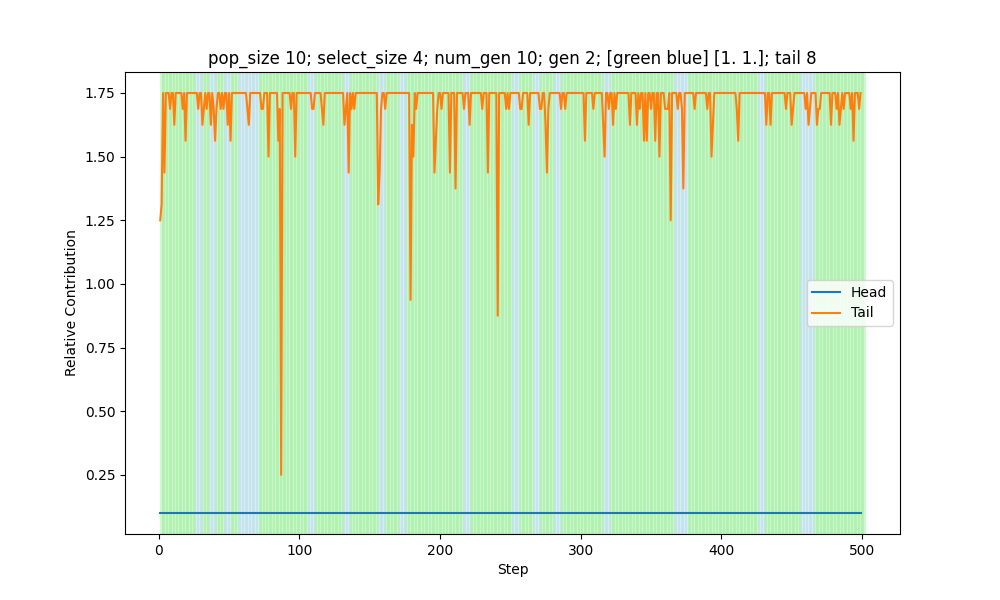 pop_size 10; select_size 4; num_gen 10; gen 2; [green blue] [1. 1.]; tail 8
Relative Contribution
1.75
1.50
1.25
1.00
0.75
0.50
0.25
Head
Tail
0
100
200
300
400
500
Step